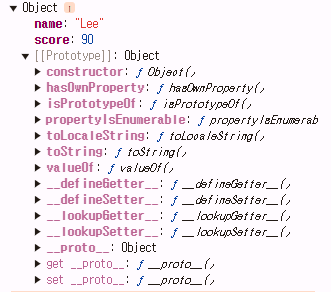 ▼ Object i
name: "Lee"
score: 90
▼ [[Prototype]]: Object
▶ constructor: ƒ Object(,
▶ hasOwnProperty: ƒ hasOwnProperty(,
▶ isPrototypeOf: ƒ isPrototypeOf(,
▶ propertyIsEnumerable: ƒ propertyIsEnumerab
▶ toLocaleString: ƒ toLocaleString(,
▶ toString: ƒ toString(,
▶ valueOf: ƒ valueOf(,
▶ __defineGetter__: ƒ __defineGetter__(,
▶ __defineSetter__: ƒ __defineSetter__(,
▶ __lookupGetter__: ƒ __lookupGetter__(,
▶ __lookupSetter__: ƒ __lookupSetter__(,
▶ __proto__: Object
▶ get __proto__: ƒ __proto__(,
▶ set __proto__: ƒ __proto__(,